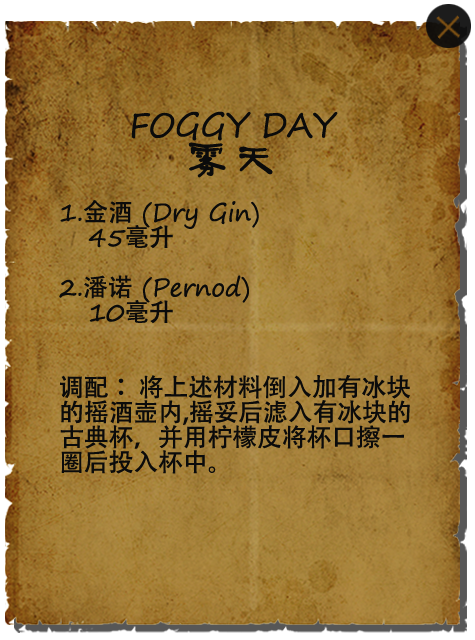 FOGGY DAY
雾天
1.金酒 (Dry Gin)
45毫升
2.潘诺 (Pernod)
10毫升
调配：将上述材料倒入加有冰块
的摇酒壶内,摇妥后滤入有冰块的
古典杯，并用柠檬皮将杯口擦一
圈后投入杯中。